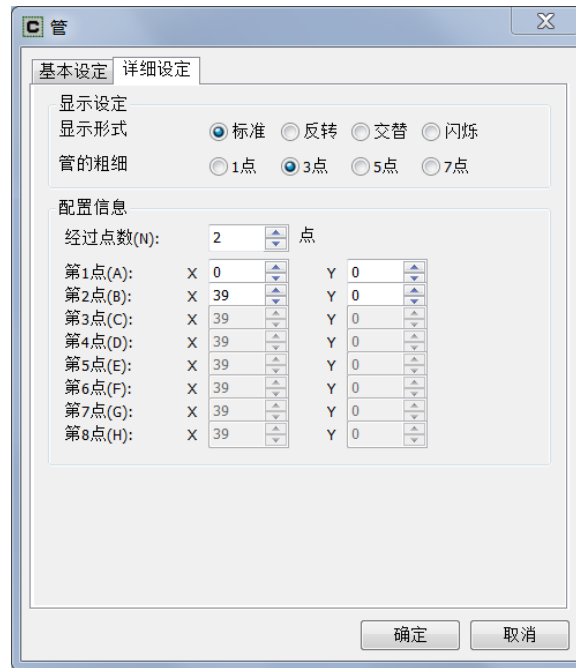 C 管
基本设定 详细设定
显示设定
显示形式 标准 反转 交替 闪烁
管的粗细 1点 3点 5点 7点
配置信息
经过点数(N): 2 点
第1点(A): X 0 Y 0
第2点(B): X 39 Y 0
第3点(C): X 39 Y 0
第4点(D): X 39 Y 0
第5点(E): X 39 Y 0
第6点(F): X 39 Y 0
第7点(G): X 39 Y 0
第8点(H): X 39 Y 0
确定 取消